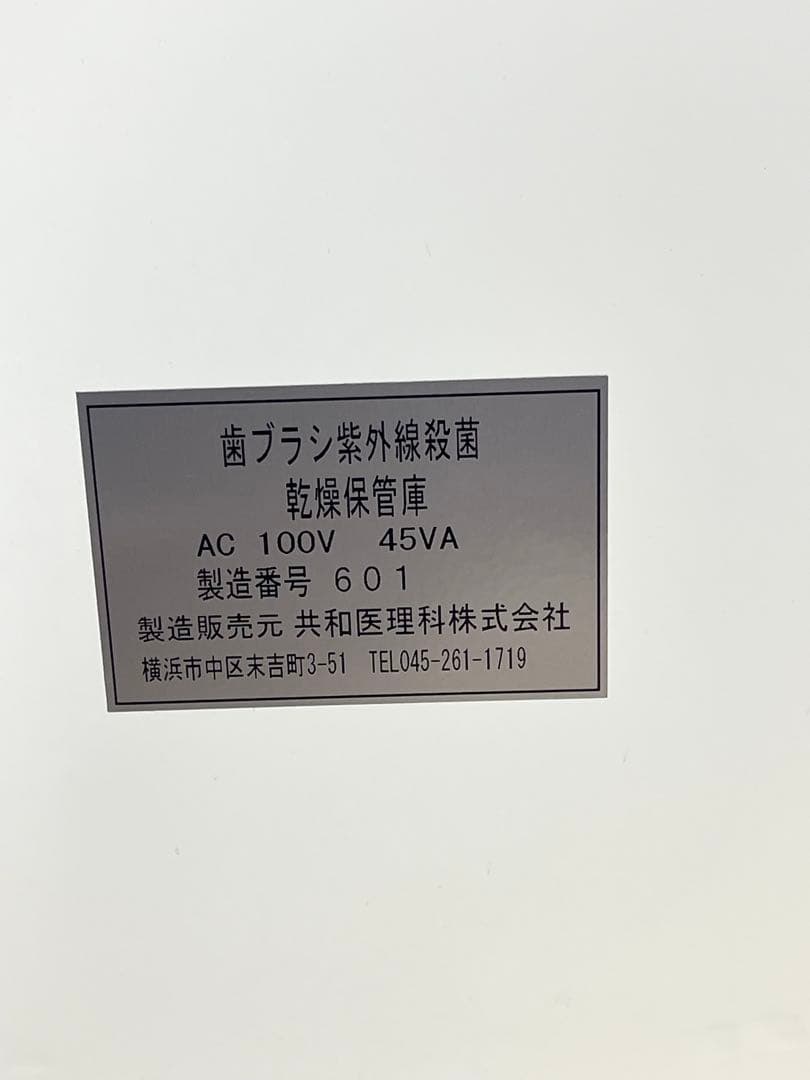 歯ブラシ紫外線殺菌
乾燥保管庫
AC 100V 45VA
製造番号 ６０１
製造販売元 共和医理科株式会社
横浜市中区末吉町3-51 TEL045-261-1719